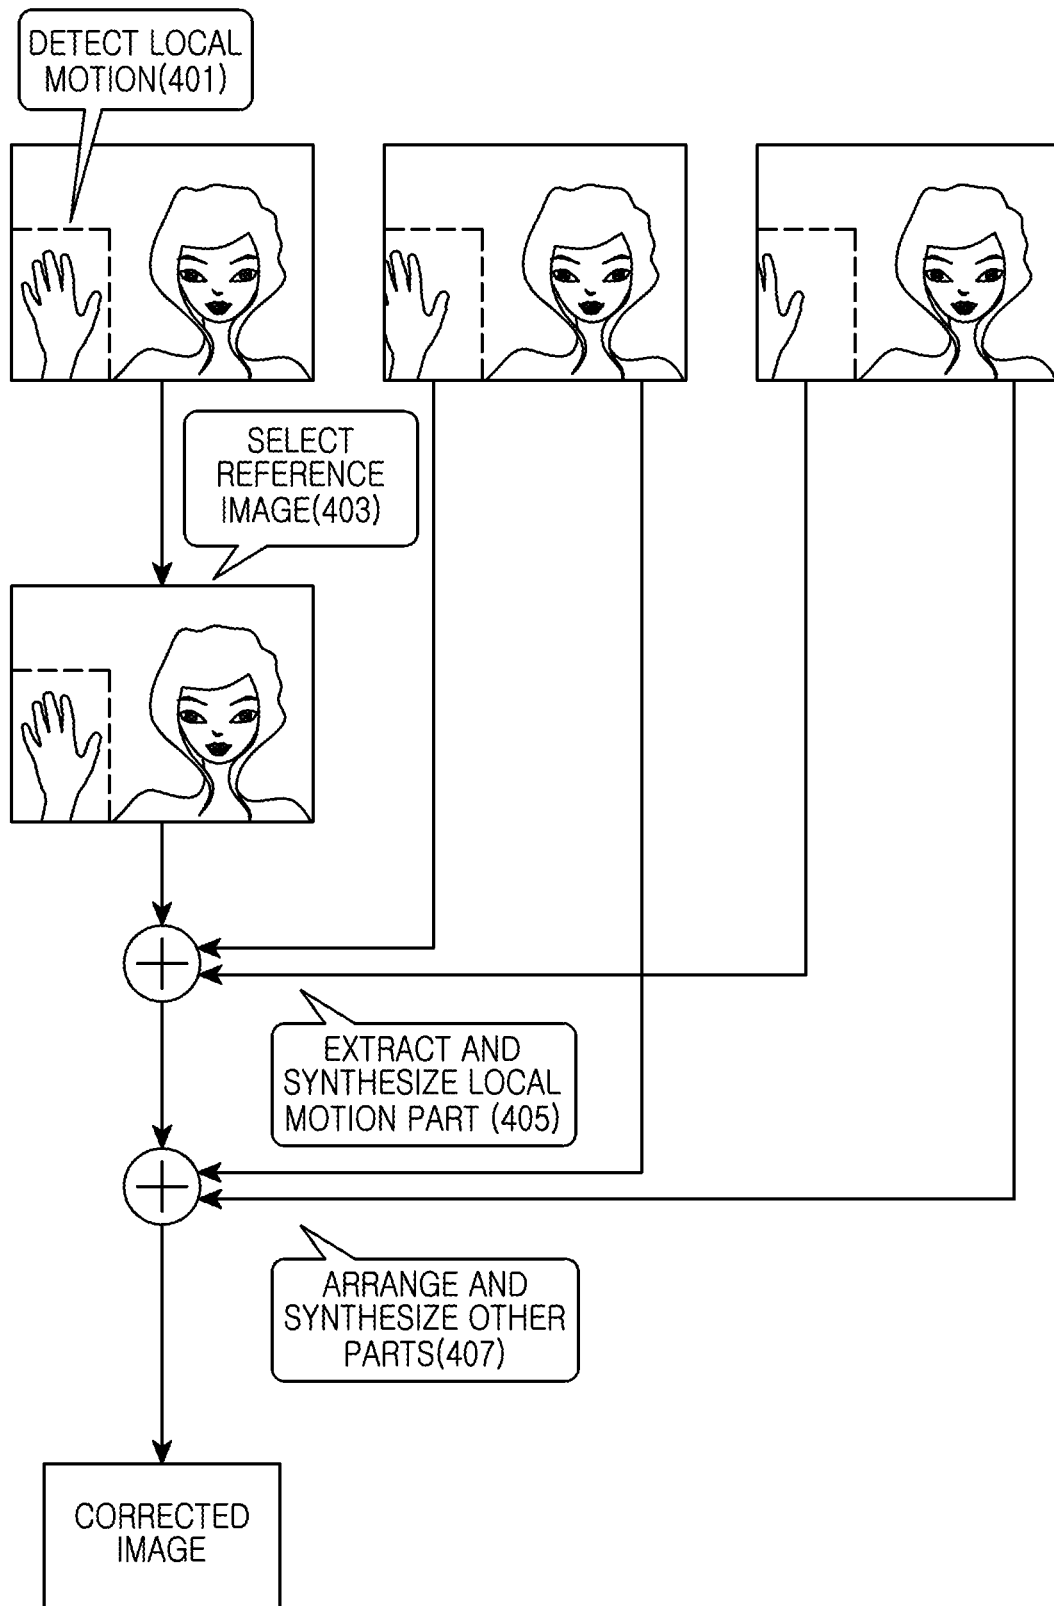 DETECT LOCAL
MOTION(401)
SELECT
REFERENCE
IMAGE(403)
EXTRACT AND
SYNTHESIZE LOCAL
MOTION PART (405)
ARRANGE AND
SYNTHESIZE OTHER
PARTS(407)
CORRECTED
IMAGE